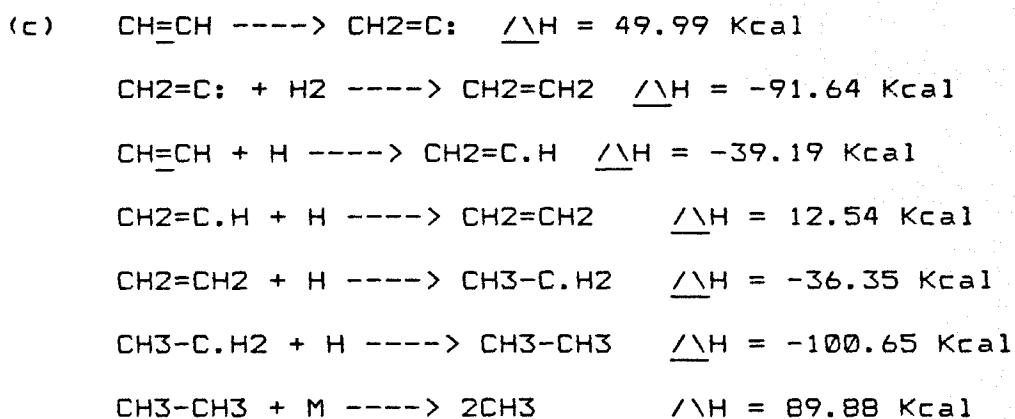 (c) CH≡CH ----> CH2=C: /\H = 49.99 Kcal
CH2=C: + H2 ----> CH2=CH2 /\H = -91.64 Kcal
CH≡CH + H ----> CH2=C.H /\H = -39.19 Kcal
CH2=C.H + H ----> CH2=CH2 /\H = 12.54 Kcal
CH2=CH2 + H ----> CH3-C.H2 /\H = -36.35 Kcal
CH3-C.H2 + H ----> CH3-CH3 /\H = -100.65 Kcal
CH3-CH3 + M ----> 2CH3 /\H = 89.88 Kcal